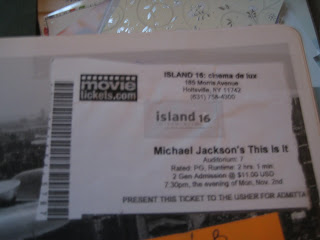 movie
tickets.com
ISLAND 16: cinema de lux
185 Morris Avenue
Holtsville, KY 11742
(631) 758-4300
island 16
Michael Jackson's This Is It
Auditorium: 7
Rated: PG; Runtime: 2 hrs. 1 min.
2 Gen Admission @ $11.00 USD
7:30pm, the evening of Mon, Nov. 2nd
PRESENT THIS TICKET TO THE USHER FOR ADMITTA